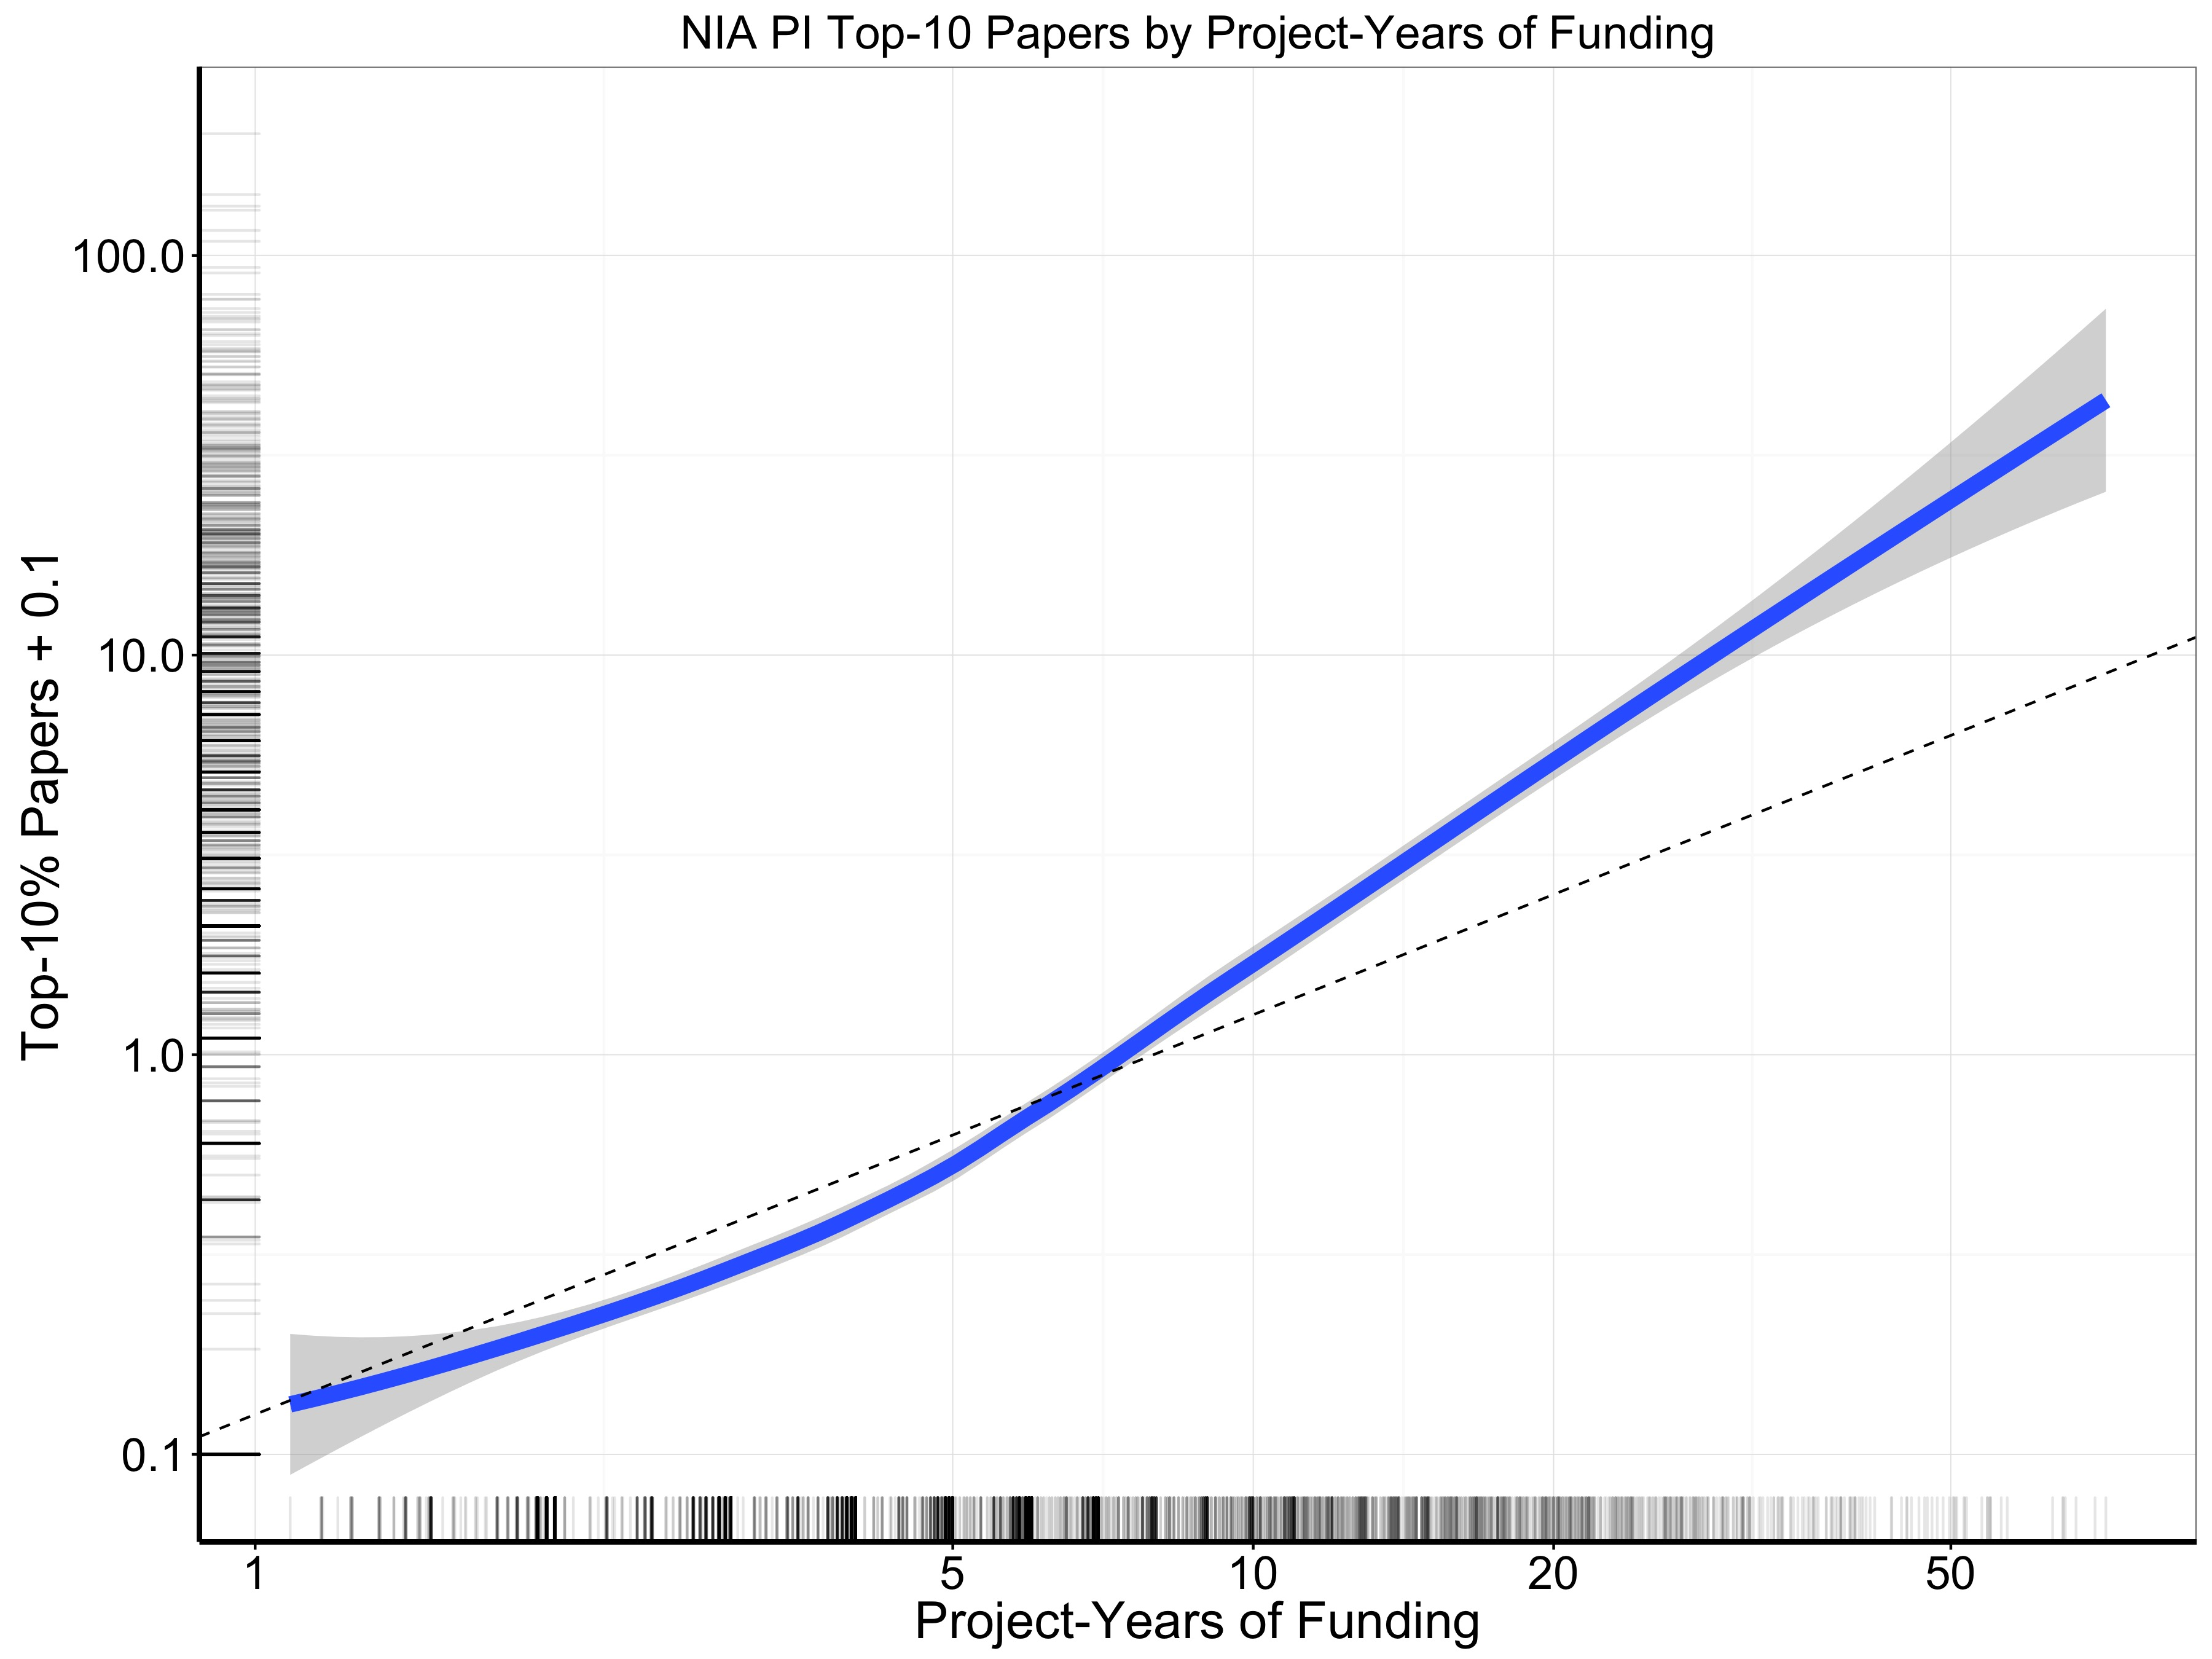 NIA PI Top-10 Papers by Project-Years of Funding
Top-10% Papers + 0.1
100.0
10.0
1.0
0.1
1 5 10 20 50
Project-Years of Funding